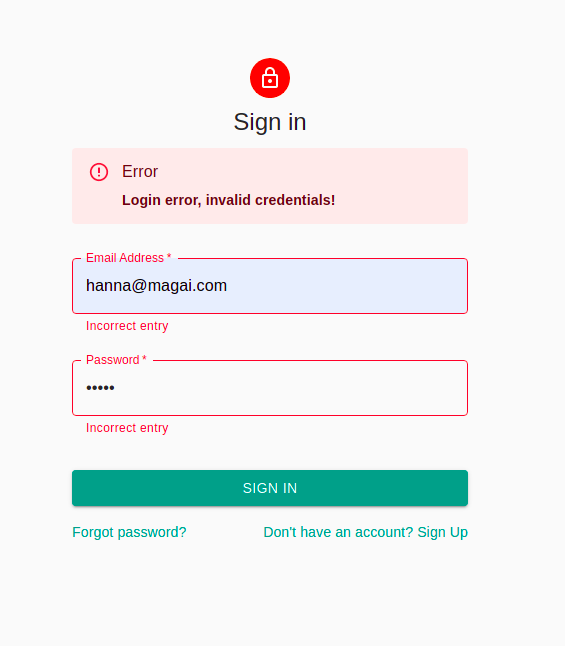 Sign in
Error
Login error, invalid credentials!
Email Address *
hanna@magai.com
Incorrect entry
Password *
•••••
Incorrect entry
SIGN IN
Forgot password?
Don't have an account? Sign Up